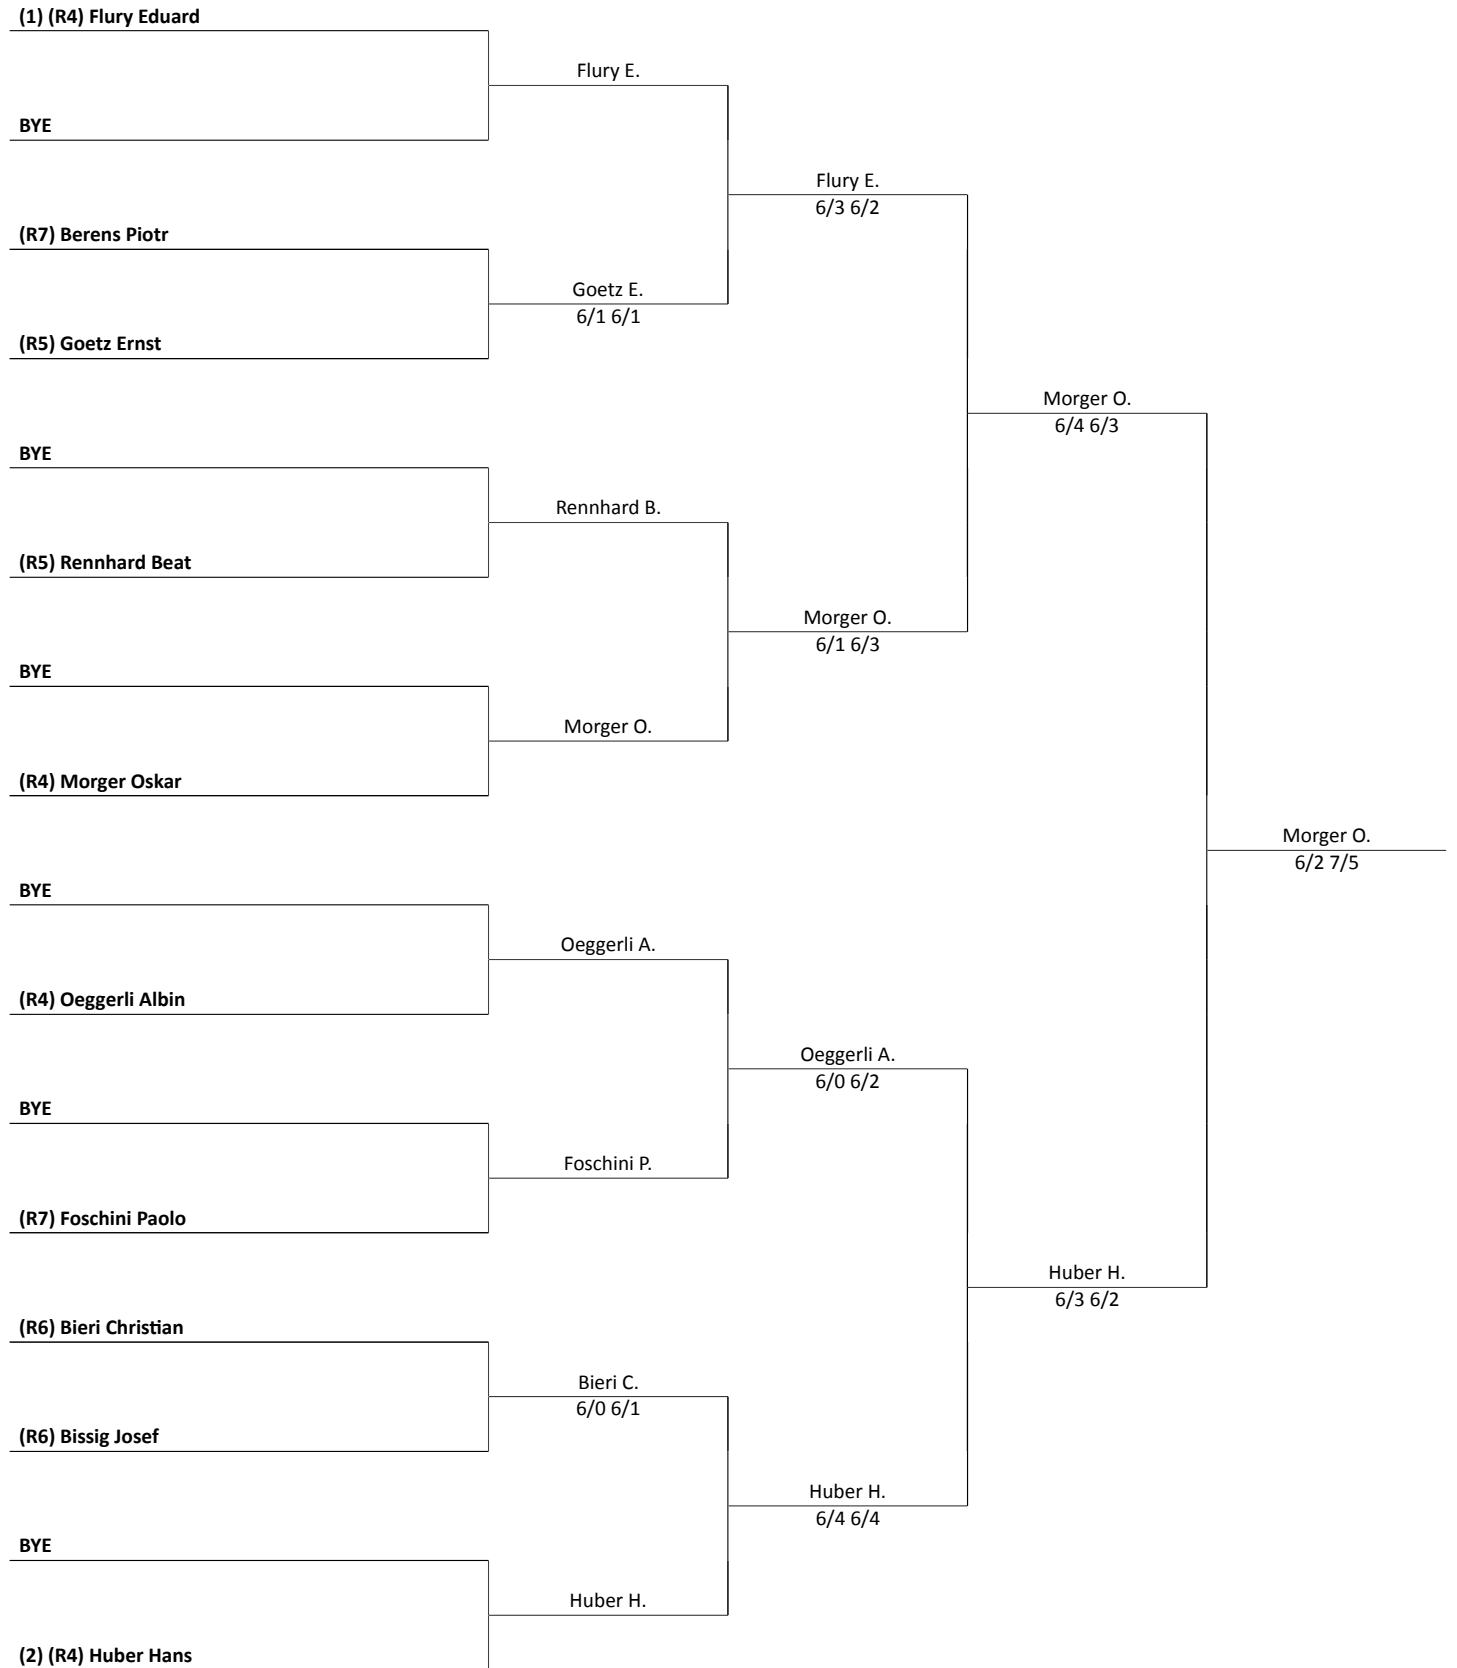 (1) (R4) Flury Eduard
Flury E.
BYE
Flury E.
6/3 6/2
(R7) Berens Piotr
Goetz E.
6/1 6/1
(R5) Goetz Ernst
Morger O.
6/4 6/3
BYE
Rennhard B.
(R5) Rennhard Beat
Morger O.
6/1 6/3
BYE
Morger O.
(R4) Morger Oskar
Morger O.
6/2 7/5
BYE
Oeggerli A.
(R4) Oeggerli Albin
Oeggerli A.
6/0 6/2
BYE
Foschini P.
(R7) Foschini Paolo
Huber H.
6/3 6/2
(R6) Bieri Christian
Bieri C.
6/0 6/1
(R6) Bissig Josef
Huber H.
6/4 6/4
BYE
Huber H.
(2) (R4) Huber Hans